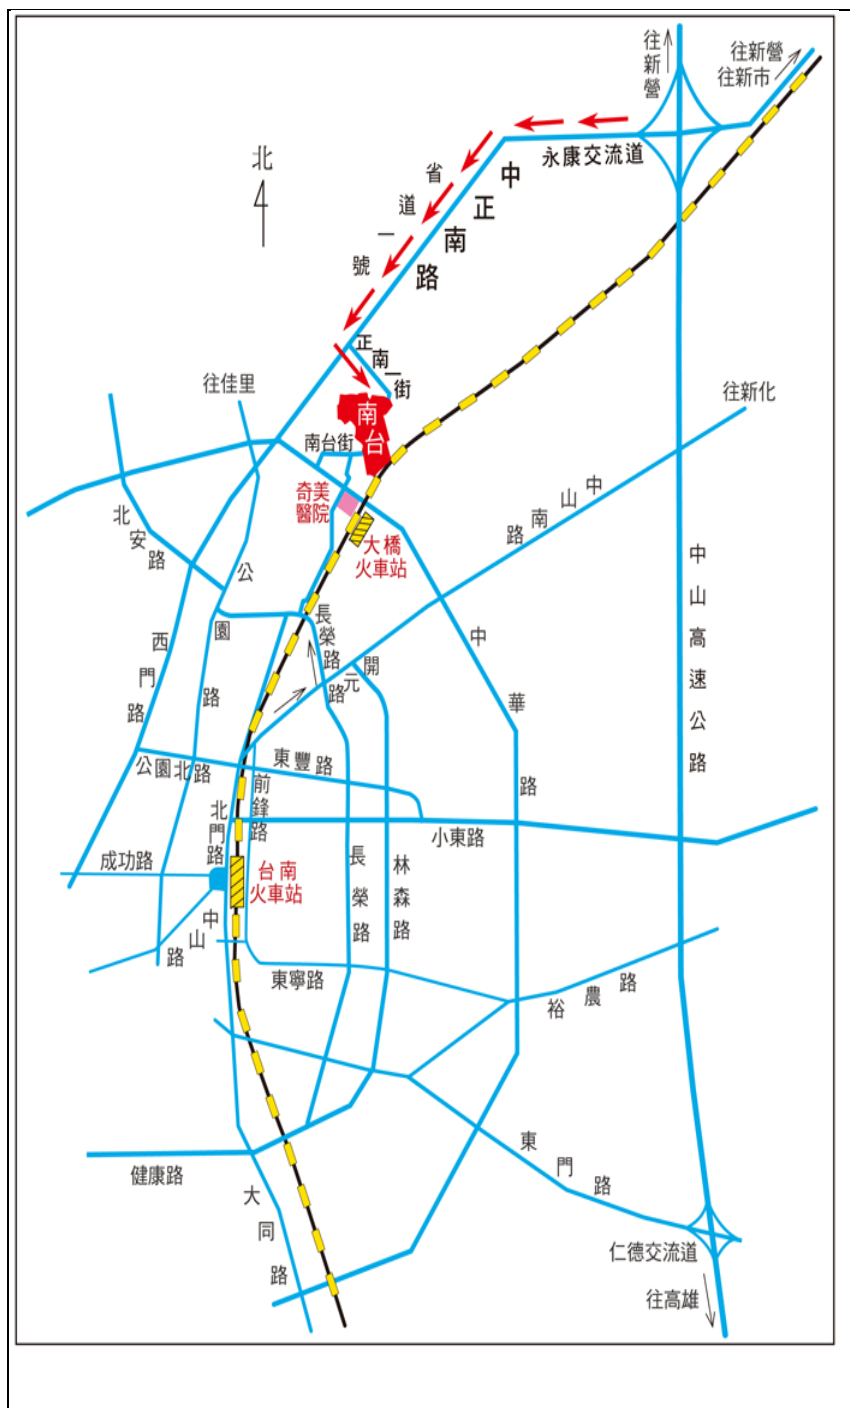 往新營
往新營
往新市
北
永康交流道
中正南路
省道一號
正南一街
往佳里
南台
南台街
往新化
奇美
醫院
大橋
火車站
中山南路
北安路
公園路
長榮路
開元路
中華路
中山高速公路
西門路
公園北路
東豐路
前鋒路
北門路
小東路
成功路
台南
火車站
長榮路
林森路
中山路
東寧路
裕農路
健康路
東門路
大同路
仁德交流道
往高雄